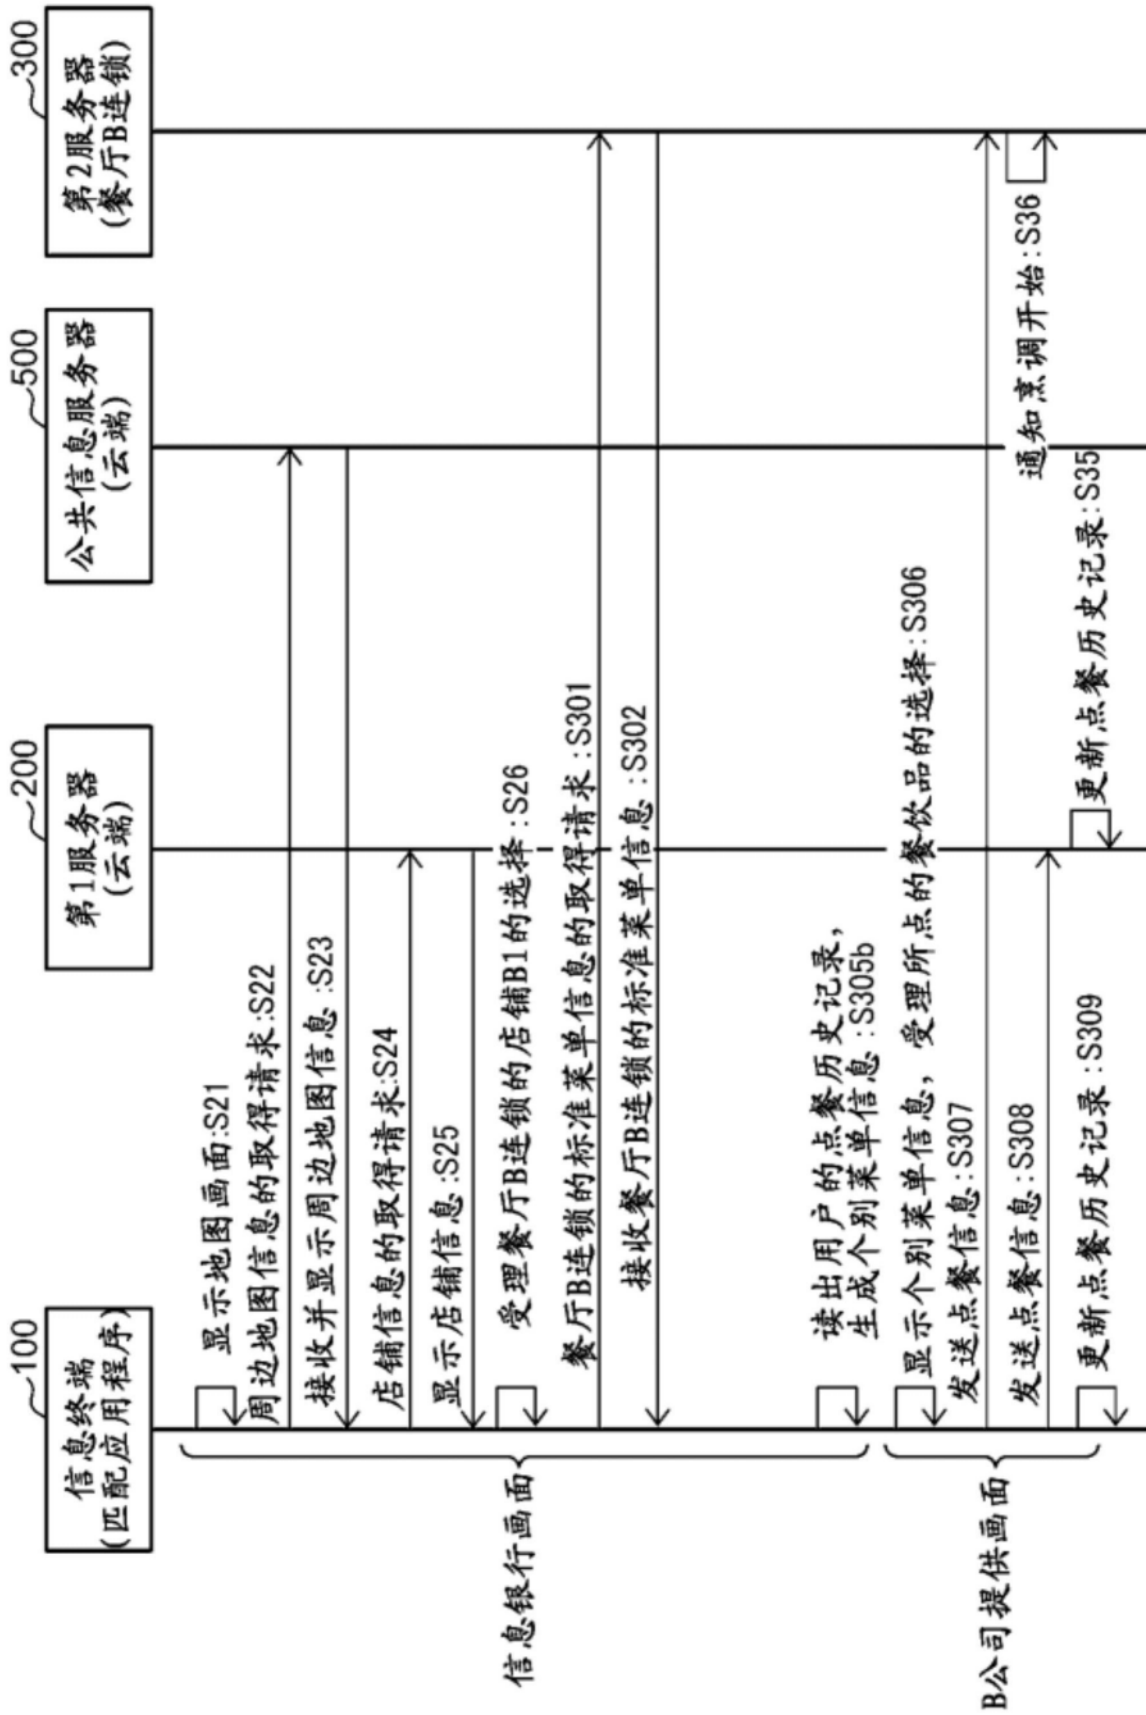 100
信息终端
(匹配应用程序)
200
第1服务器
(云端)
500
公共信息服务器
(云端)
300
第2服务器
(餐厅B连锁)
显示地图画面:S21
周边地图信息的取得请求:S22
接收并显示周边地图信息:S23
店铺信息的取得请求:S24
显示店铺信息:S25
受理餐厅B连锁的店铺B1的选择:S26
餐厅B连锁的标准菜单信息的取得请求:S301
接收餐厅B连锁的标准菜单信息:S302
读出用户的点餐历史记录,
生成个别菜单信息:S305b
信息银行画面
显示个别菜单信息,受理所点的餐饮品的选择:S306
发送点餐信息:S307
通知烹调开始:S36
发送点餐信息:S308
更新点餐历史记录:S35
更新点餐历史记录:S309
B公司提供画面